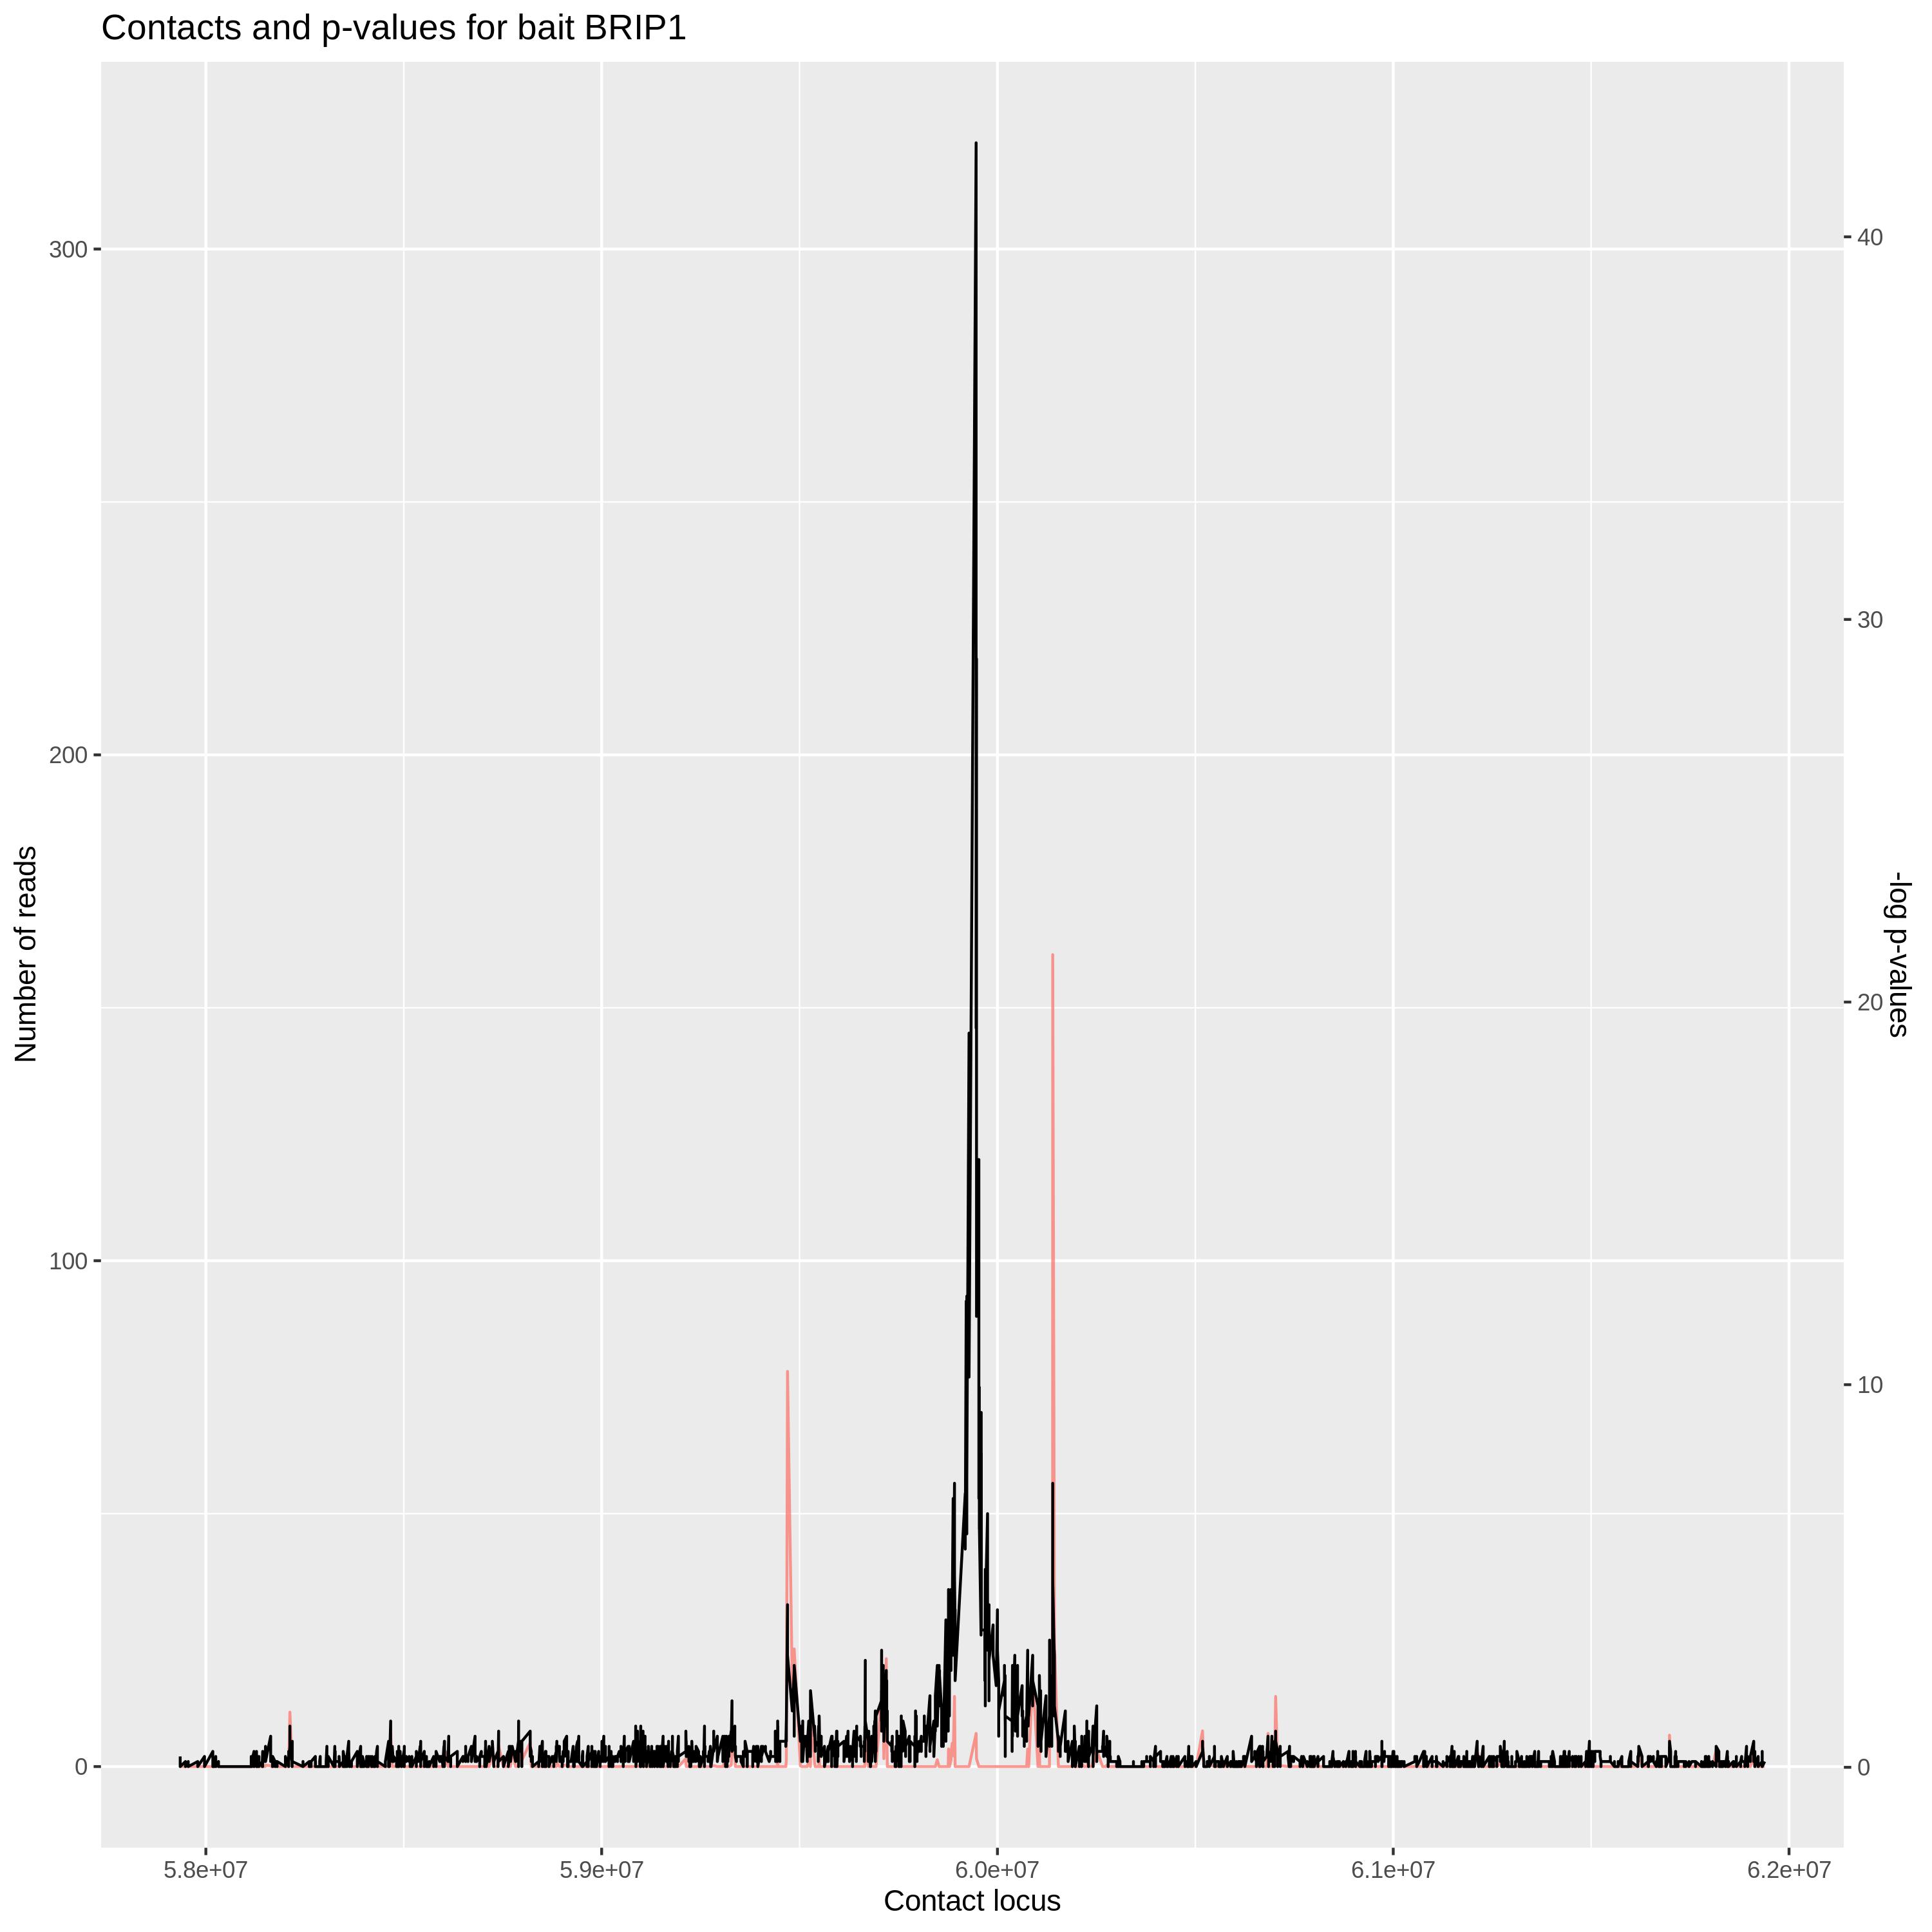 Contacts and p-values for bait BRIP1
300
200
100
0
Number of reads
40
30
20
10
0
-log p-values
5.8e+07 5.9e+07 6.0e+07 6.1e+07 6.2e+07
Contact locus